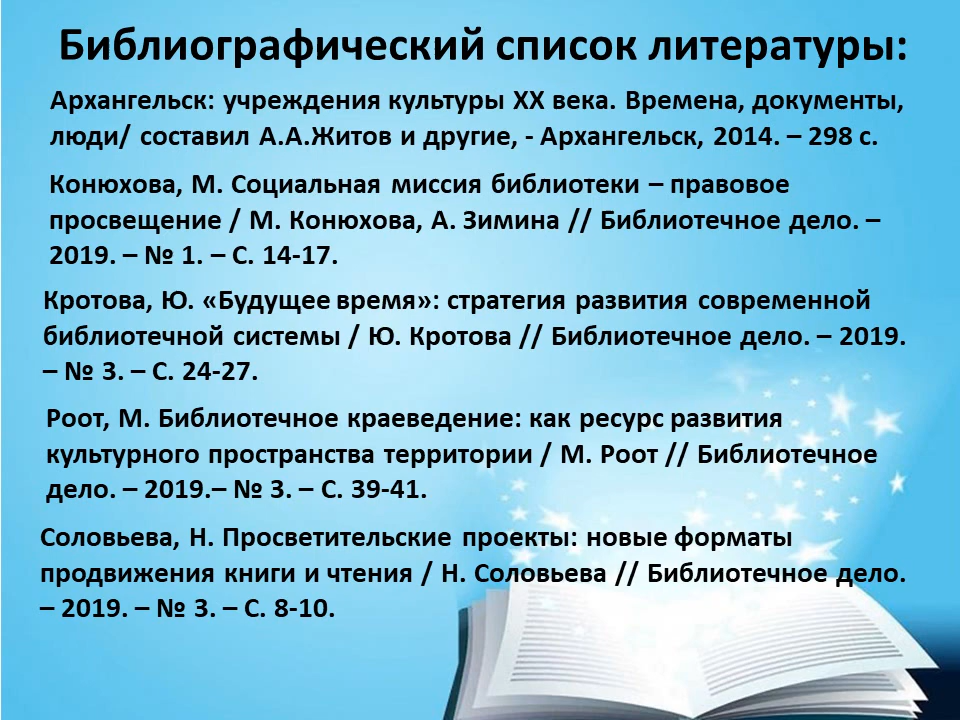 Библиографический список литературы:
Архангельск: учреждения культуры XX века. Времена, документы,
люди/ составил А.А.Житов и другие, - Архангельск, 2014. – 298 с.
Конюхова, М. Социальная миссия библиотеки – правовое
просвещение / М. Конюхова, А. Зимина // Библиотечное дело. –
2019. – № 1. – С. 14-17.
Кротова, Ю. «Будущее время»: стратегия развития современной
библиотечной системы / Ю. Кротова // Библиотечное дело. – 2019.
– № 3. – С. 24-27.
Роот, М. Библиотечное краеведение: как ресурс развития
культурного пространства территории / М. Роот // Библиотечное
дело. – 2019.– № 3. – С. 39-41.
Соловьева, Н. Просветительские проекты: новые форматы
продвижения книги и чтения / Н. Соловьева // Библиотечное дело.
– 2019. – № 3. – С. 8-10.